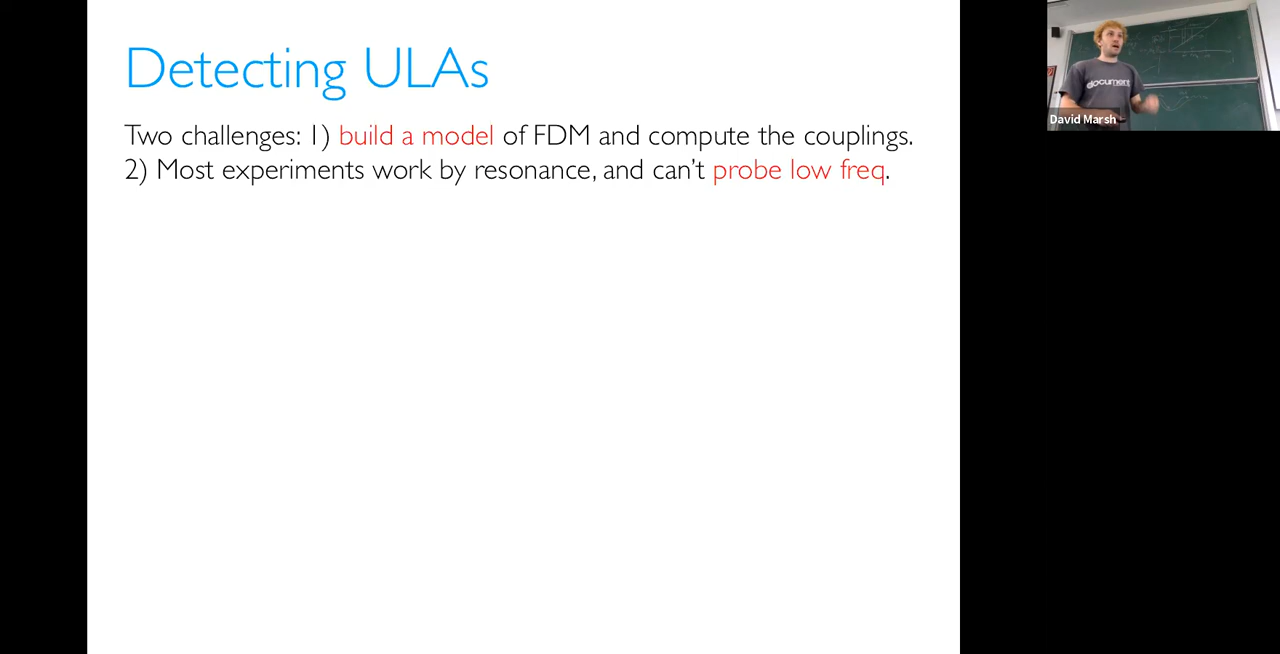 Detecting ULAs
Two challenges: 1) build a model of FDM and compute the couplings.
2) Most experiments work by resonance, and can't probe low freq.
document
David Marsh